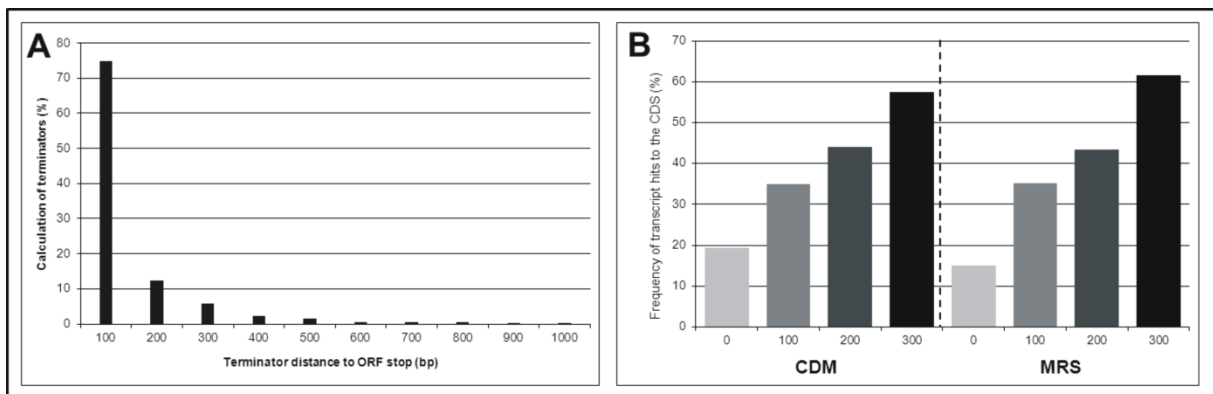 A
80
70
60
50
40
30
20
10
0
Calculation of terminators (%)
100 200 300 400 500 600 700 800 900 1000
Terminator distance to ORF stop (bp)
B
70
60
50
40
30
20
10
0
Frequency of transcript hits to the CDS (%)
0 100 200 300 0 100 200 300
CDM MRS